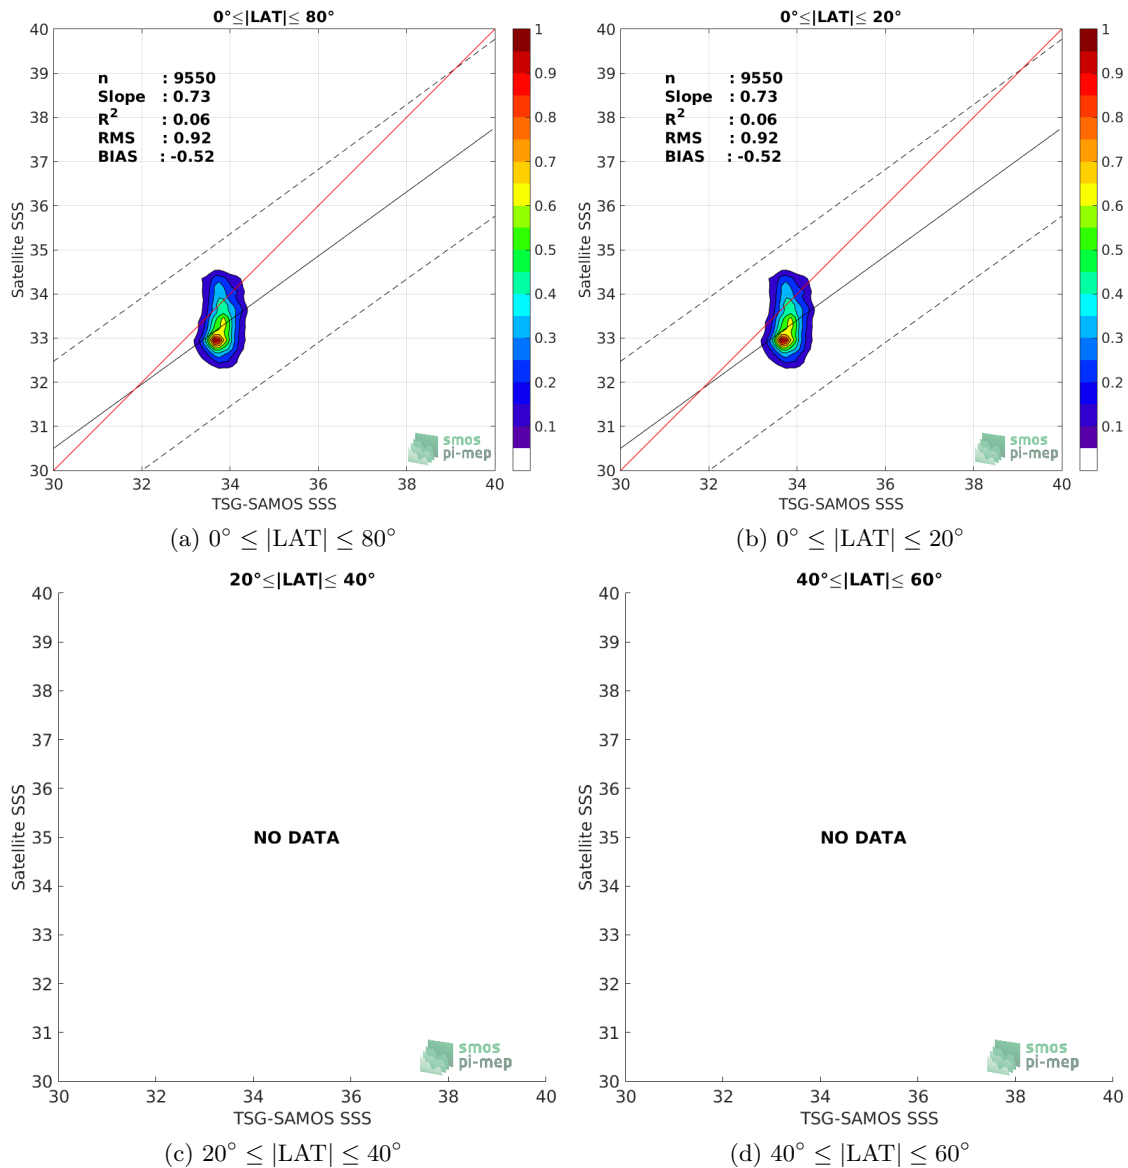 0°≤|LAT|≤ 80°
40
39
38
37
36
35
34
33
32
31
30
Satellite SSS
n : 9550
Slope : 0.73
R2 : 0.06
RMS : 0.92
BIAS : -0.52
smos
pi-mep
30 32 34 36 38 40
TSG-SAMOS SSS
1
0.9
0.8
0.7
0.6
0.5
0.4
0.3
0.2
0.1
(a) 0° ≤ |LAT| ≤ 80°
0°≤|LAT|≤ 20°
40
39
38
37
36
35
34
33
32
31
30
Satellite SSS
n : 9550
Slope : 0.73
R2 : 0.06
RMS : 0.92
BIAS : -0.52
smos
pi-mep
30 32 34 36 38 40
TSG-SAMOS SSS
1
0.9
0.8
0.7
0.6
0.5
0.4
0.3
0.2
0.1
(b) 0° ≤ |LAT| ≤ 20°
20°≤|LAT|≤ 40°
40
39
38
37
36
35
34
33
32
31
30
Satellite SSS
NO DATA
smos
pi-mep
30 32 34 36 38 40
TSG-SAMOS SSS
(c) 20° ≤ |LAT| ≤ 40°
40°≤|LAT|≤ 60°
40
39
38
37
36
35
34
33
32
31
30
Satellite SSS
NO DATA
smos
pi-mep
30 32 34 36 38 40
TSG-SAMOS SSS
(d) 40° ≤ |LAT| ≤ 60°